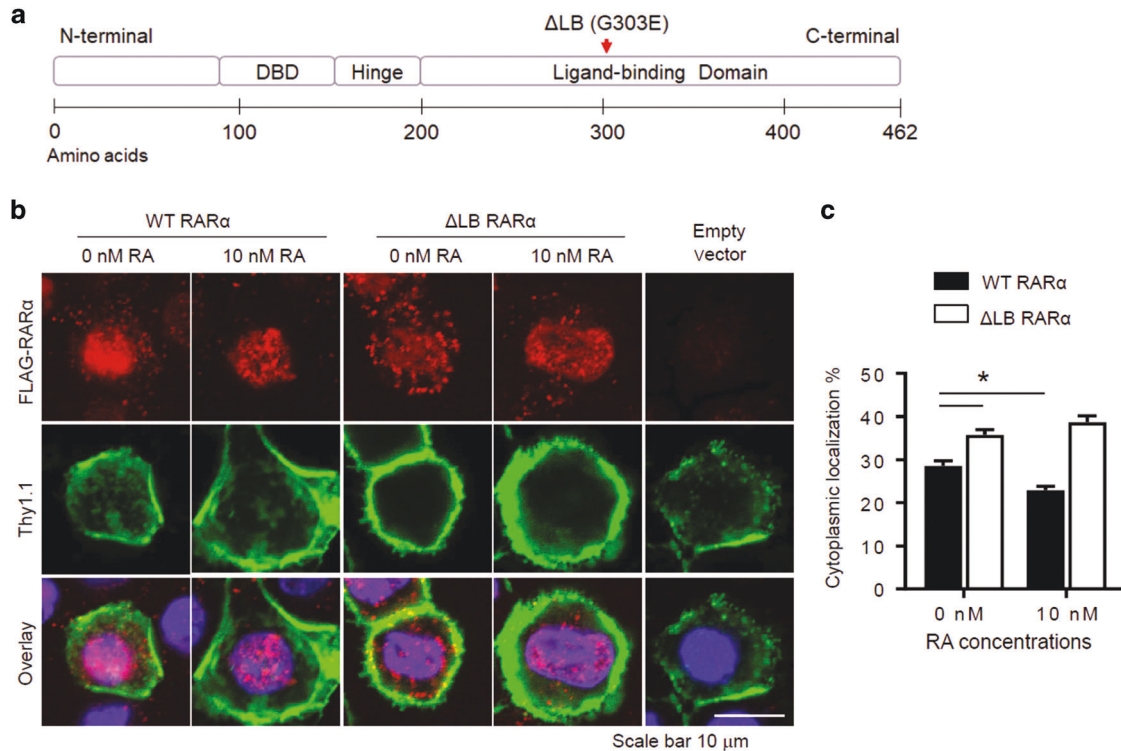 a
ΔLB (G303E)
N-terminal
C-terminal
DBD
Hinge
Ligand-binding Domain
0
100
200
300
400
462
Amino acids
b
WT RARα
ΔLB RARα
Empty
vector
0 nM RA
10 nM RA
0 nM RA
10 nM RA
FLAG-RARα
Thy1.1
Overlay
Scale bar 10 µm
c
WT RARα
ΔLB RARα
Cytoplasmic localization %
50
40
30
20
10
0
*
0 nM
10 nM
RA concentrations